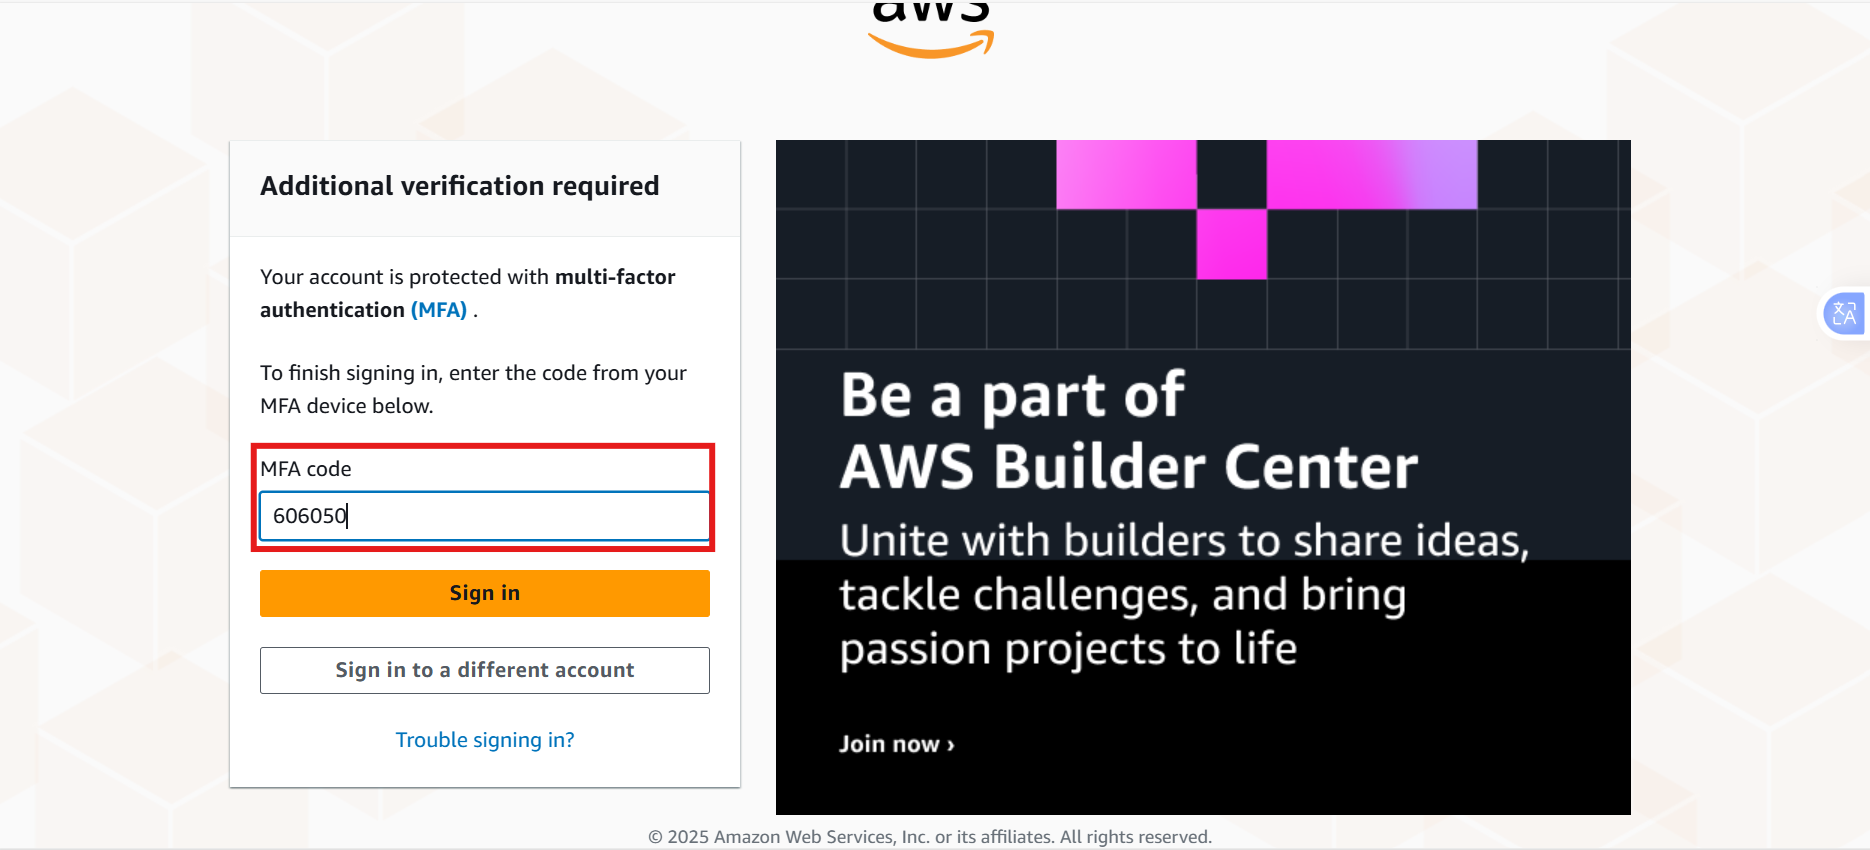 aws
Additional verification required
Your account is protected with multi-factor
authentication (MFA) .
To finish signing in, enter the code from your
MFA device below.
MFA code
606050
Sign in
Sign in to a different account
Trouble signing in?
Be a part of
AWS Builder Center
Unite with builders to share ideas,
tackle challenges, and bring
passion projects to life
Join now ›
文A
© 2025 Amazon Web Services, Inc. or its affiliates. All rights reserved.